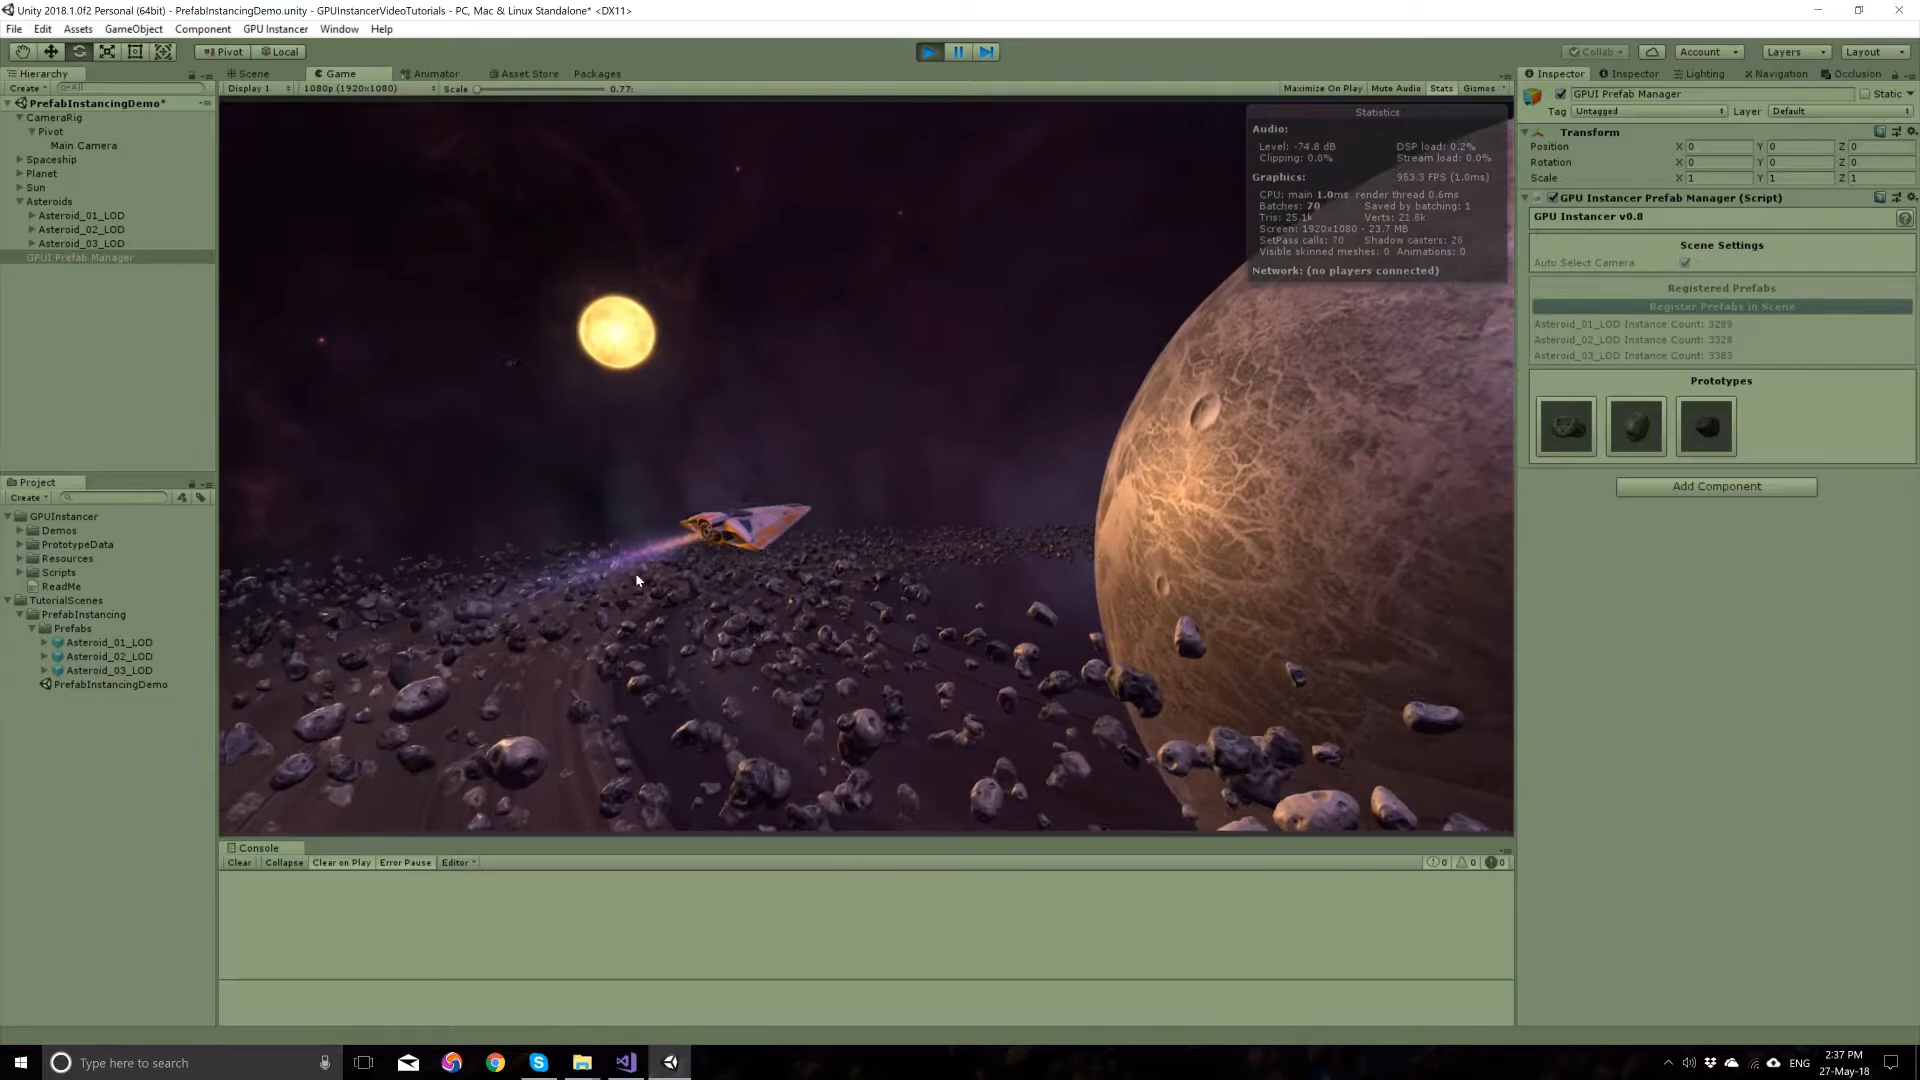 Unity 2018.1.0f2 Personal (64bit) - PrefabInstancingDemo.unity - GPUInstancerVideoTutorials - PC, Mac & Linux Standalone* <DX11>
File Edit Assets GameObject Component GPU Instancer Window Help
Pivot Local Collab Account Layers Layout
Hierarchy Scene Game Animator Asset Store Packages Inspector Inspector Lighting Navigation Occlusion
Create All Display 1 1080p (1920x1080) Scale 0.77: Maximize On Play Mute Audio Stats Gizmos
GPUI Prefab Manager Static
Tag Untagged Layer Default
PrefabInstancingDemo*
CameraRig
Pivot
Main Camera
Spaceship
Planet
Sun
Asteroids
Asteroid_01_LOD
Asteroid_02_LOD
Asteroid_03_LOD
GPUI Prefab Manager
Statistics
Audio:
Level: -74.8 dB DSP load: 0.2%
Clipping: 0.0% Stream load: 0.0%
Graphics: 953.3 FPS (1.0ms)
CPU: main 1.0ms render thread 0.6ms
Batches: 70 Saved by batching: 1
Tris: 25.1k Verts: 21.8k
Screen: 1920x1080 - 23.7 MB
SetPass calls: 70 Shadow casters: 26
Visible skinned meshes: 0 Animations: 0
Network: (no players connected)
Transform
Position X 0 Y 0 Z 0
Rotation X 0 Y 0 Z 0
Scale X 1 Y 1 Z 1
GPU Instancer Prefab Manager (Script)
GPU Instancer v0.8
Scene Settings
Auto Select Camera
Registered Prefabs
Register Prefabs in Scene
Asteroid_01_LOD Instance Count: 3289
Asteroid_02_LOD Instance Count: 3328
Asteroid_03_LOD Instance Count: 3383
Prototypes
Add Component
Project
Create
GPUInstancer
Demos
PrototypeData
Resources
Scripts
ReadMe
TutorialScenes
PrefabInstancing
Prefabs
Asteroid_01_LOD
Asteroid_02_LOD
Asteroid_03_LOD
PrefabInstancingDemo
Console
Clear Collapse Clear on Play Error Pause Editor 0 0 0
Type here to search
ENG
2:37 PM
27-May-18